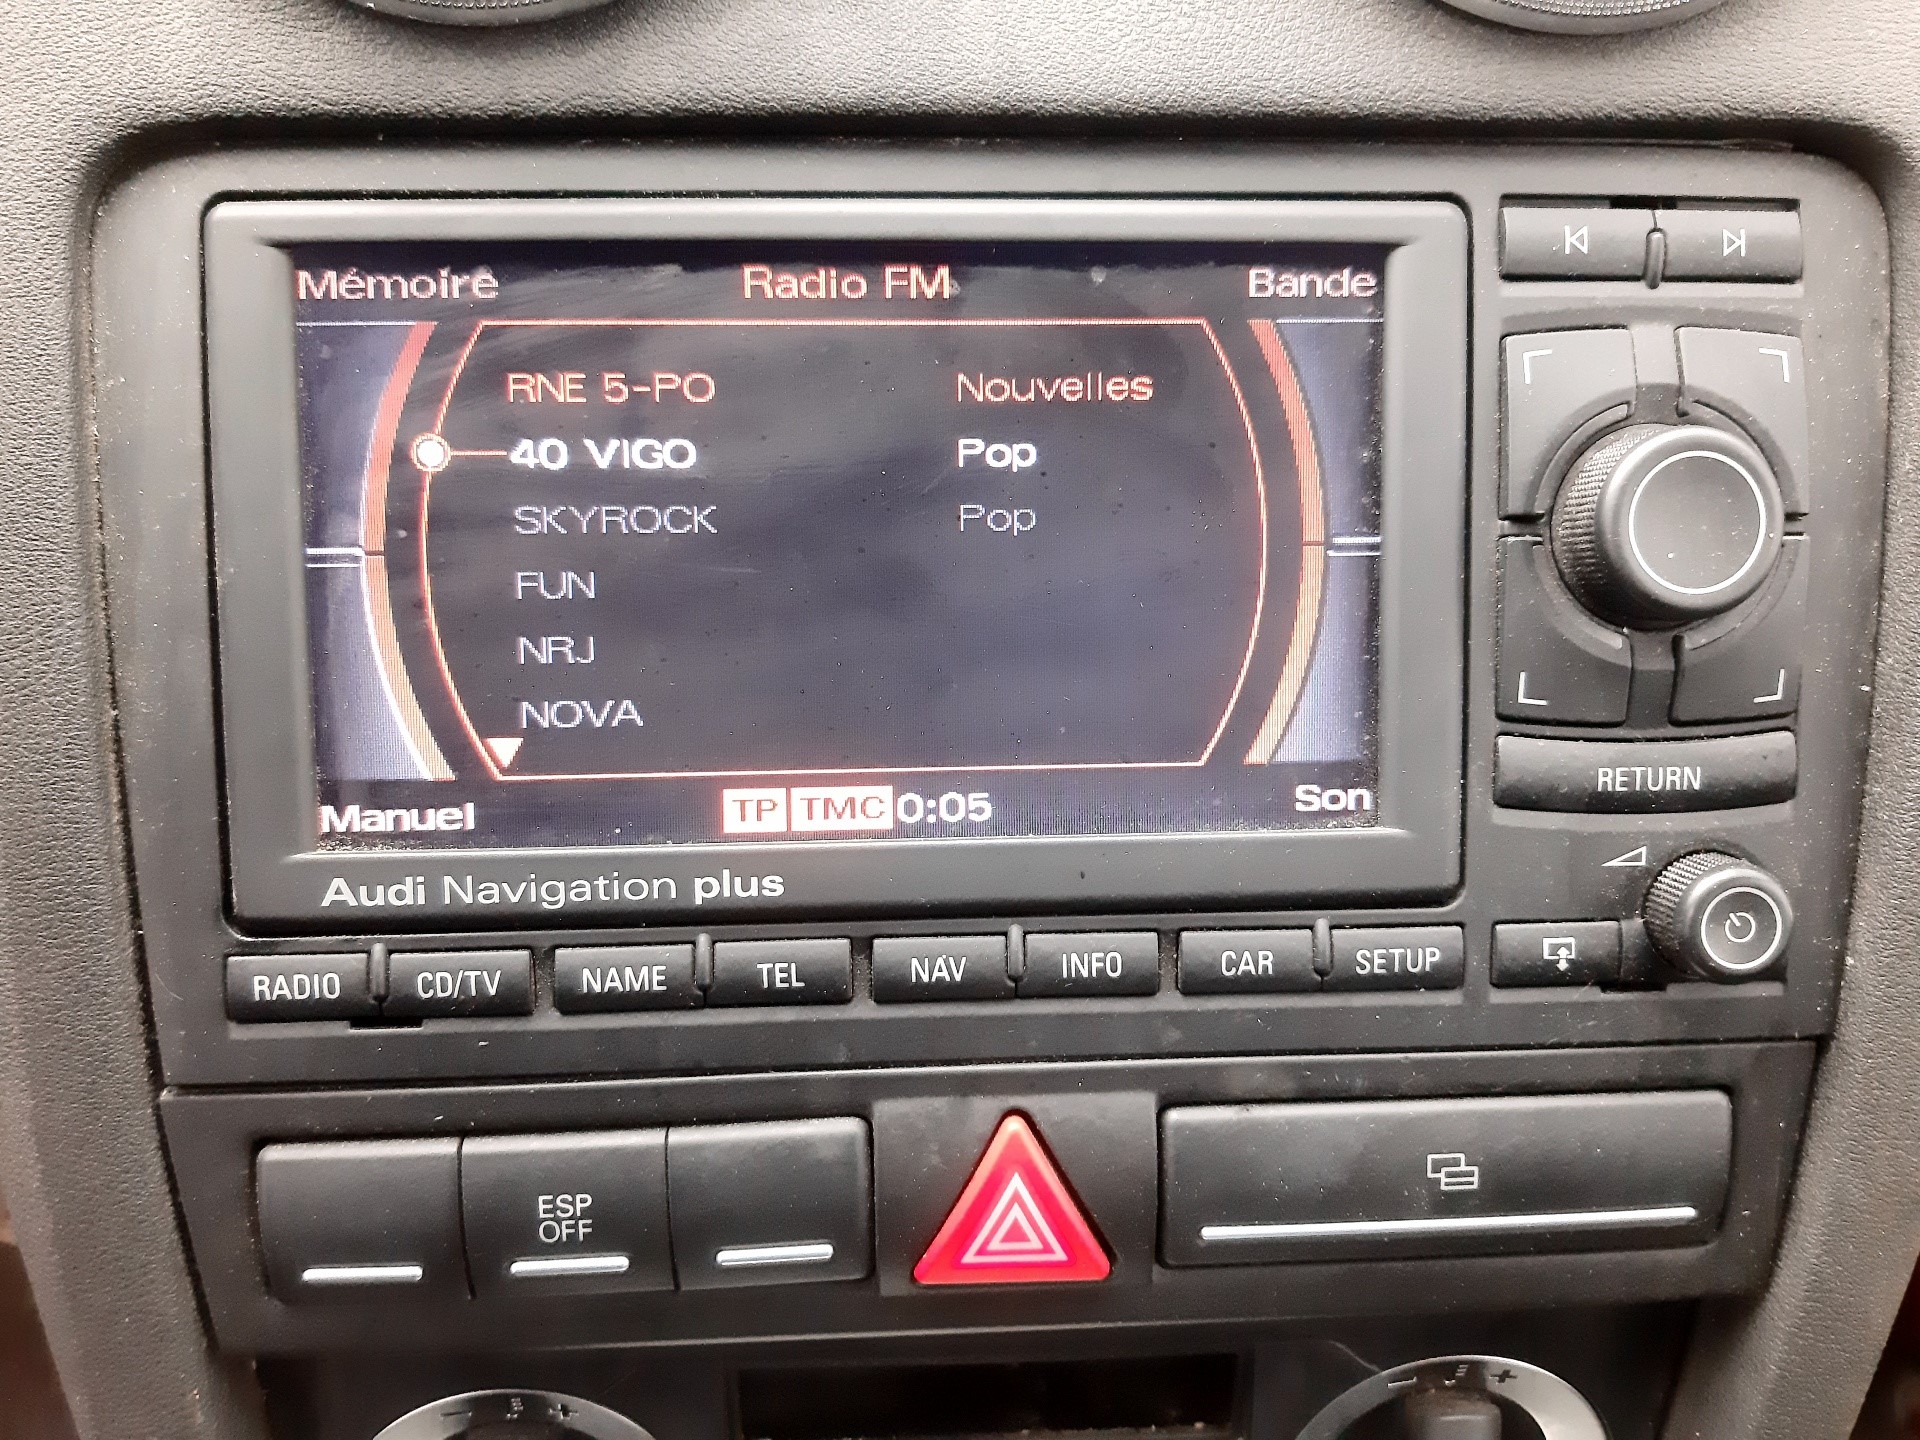 Mémoire Radio FM Bande
RNE 5-PO Nouvelles
40 VIGO Pop
SKYROCK Pop
FUN
NRJ
NOVA
Manuel TP TMC 0:05 Son
Audi Navigation plus
RETURN
RADIO CD/TV NAME TEL NAV INFO CAR SETUP
ESP
OFF